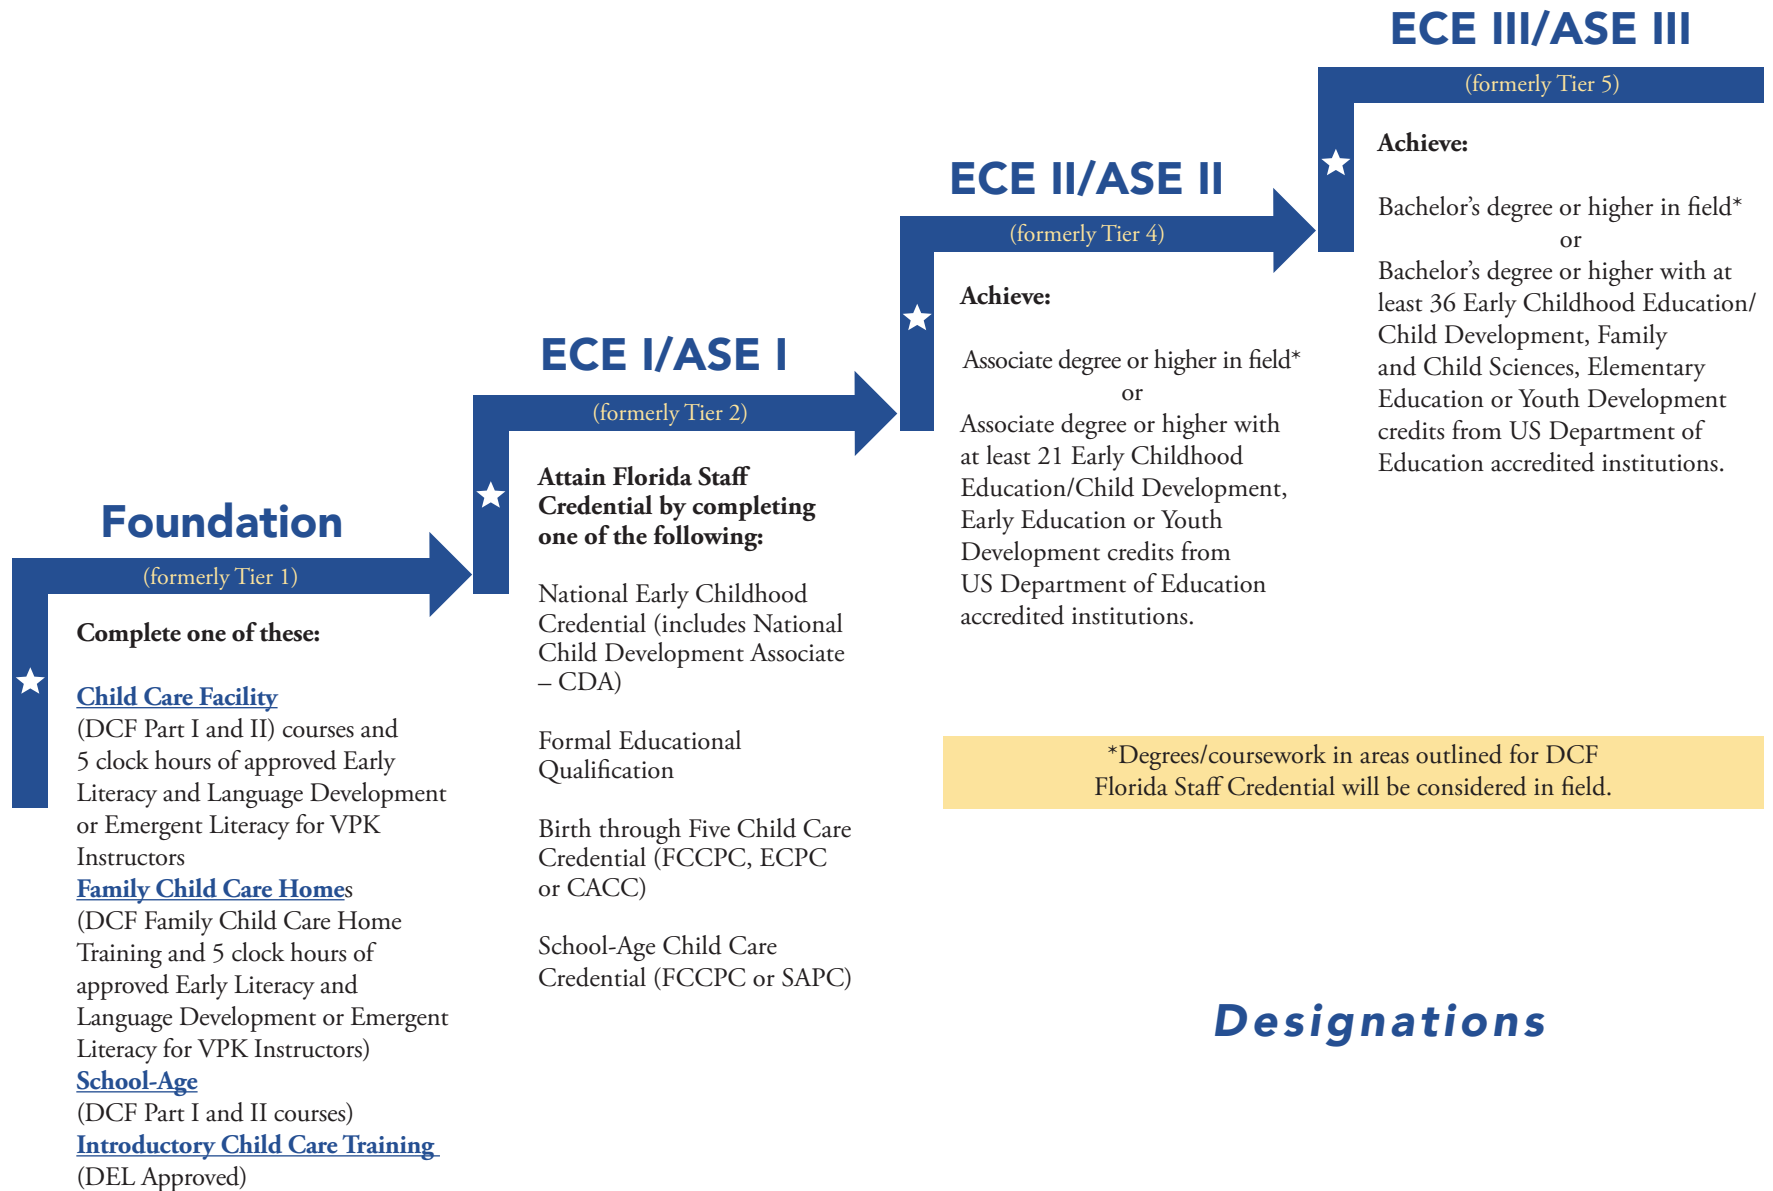 Foundation
(formerly Tier 1)
Complete one of these:
Child Care Facility
(DCF Part I and II) courses and
5 clock hours of approved Early
Literacy and Language Development
or Emergent Literacy for VPK
Instructors
Family Child Care Homes
(DCF Family Child Care Home
Training and 5 clock hours of
approved Early Literacy and
Language Development or Emergent
Literacy for VPK Instructors)
School-Age
(DCF Part I and II courses)
Introductory Child Care Training
(DEL Approved)
ECE I/ASE I
(formerly Tier 2)
Attain Florida Staff
Credential by completing
one of the following:
National Early Childhood
Credential (includes National
Child Development Associate
– CDA)
Formal Educational
Qualification
Birth through Five Child Care
Credential (FCCPC, ECPC
or CACC)
School-Age Child Care
Credential (FCCPC or SAPC)
ECE II/ASE II
(formerly Tier 4)
Achieve:
Associate degree or higher in field*
or
Associate degree or higher with
at least 21 Early Childhood
Education/Child Development,
Early Education or Youth
Development credits from
US Department of Education
accredited institutions.
ECE III/ASE III
(formerly Tier 5)
Achieve:
Bachelor’s degree or higher in field*
or
Bachelor’s degree or higher with at
least 36 Early Childhood Education/
Child Development, Family
and Child Sciences, Elementary
Education or Youth Development
credits from US Department of
Education accredited institutions.
*Degrees/coursework in areas outlined for DCF
Florida Staff Credential will be considered in field.
Designations